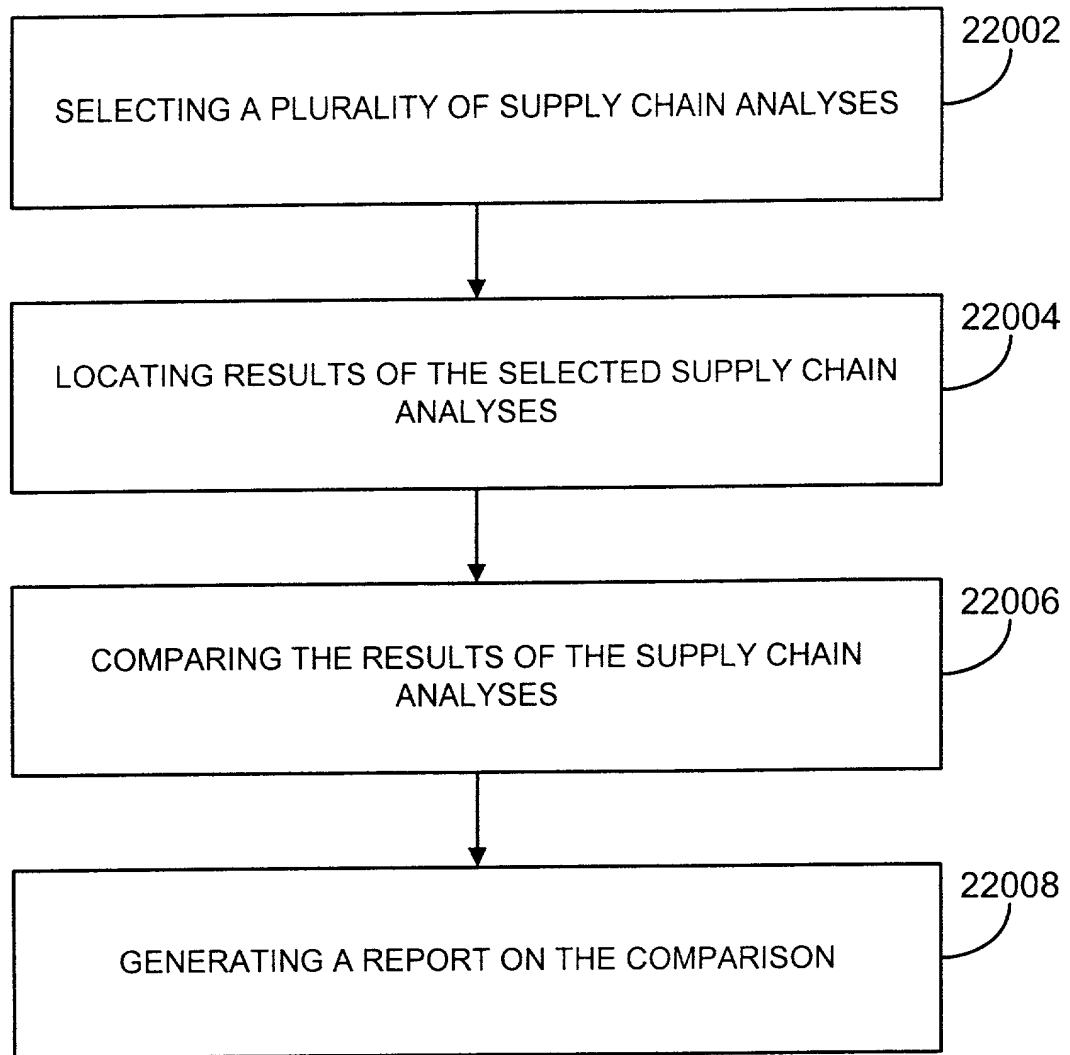 22002
SELECTING A PLURALITY OF SUPPLY CHAIN ANALYSES
22004
LOCATING RESULTS OF THE SELECTED SUPPLY CHAIN
ANALYSES
22006
COMPARING THE RESULTS OF THE SUPPLY CHAIN
ANALYSES
22008
GENERATING A REPORT ON THE COMPARISON